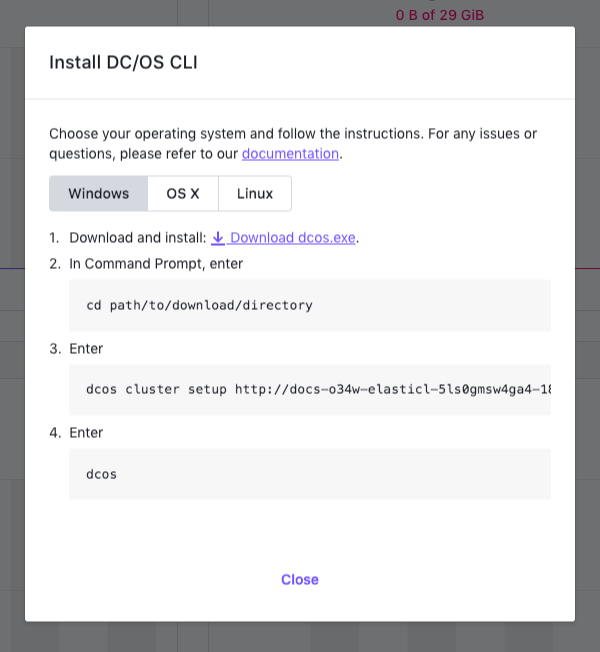 0 B of 29 GiB
Install DC/OS CLI
Choose your operating system and follow the instructions. For any issues or
questions, please refer to our documentation.
Windows OS X Linux
1. Download and install: Download dcos.exe.
2. In Command Prompt, enter
cd path/to/download/directory
3. Enter
dcos cluster setup http://docs-o34w-elasticl-5ls0gmsw4ga4-18
4. Enter
dcos
Close